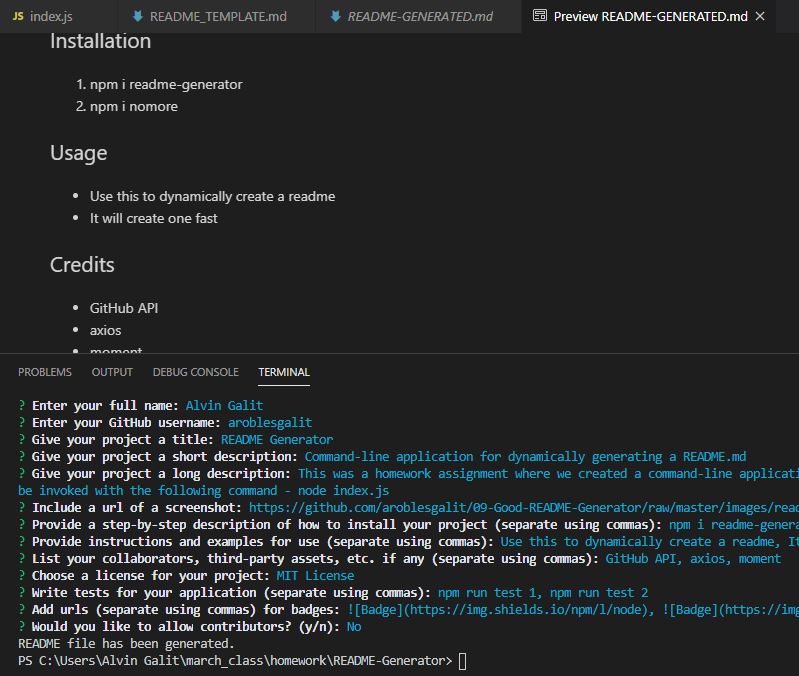 JS index.js README_TEMPLATE.md README-GENERATED.md Preview README-GENERATED.md
Installation
1. npm i readme-generator
2. npm i nomore
Usage
• Use this to dynamically create a readme
• It will create one fast
Credits
• GitHub API
• axios
• moment
PROBLEMS OUTPUT DEBUG CONSOLE TERMINAL
? Enter your full name: Alvin Galit
? Enter your GitHub username: aroblesgalit
? Give your project a title: README Generator
? Give your project a short description: Command-line application for dynamically generating a README.md
? Give your project a long description: This was a homework assignment where we created a command-line applicati
be invoked with the following command - node index.js
? Include a url of a screenshot: https://github.com/aroblesgalit/09-Good-README-Generator/raw/master/images/read
? Provide a step-by-step description of how to install your project (separate using commas): npm i readme-genera
? Provide instructions and examples for use (separate using commas): Use this to dynamically create a readme, It
? List your collaborators, third-party assets, etc. if any (separate using commas): GitHub API, axios, moment
? Choose a license for your project: MIT License
? Write tests for your application (separate using commas): npm run test 1, npm run test 2
? Add urls (separate using commas) for badges: ![Badge](https://img.shields.io/npm/l/node), ![Badge](https://img
? Would you like to allow contributors? (y/n): No
README file has been generated.
PS C:\Users\Alvin Galit\march_class\homework\README-Generator>